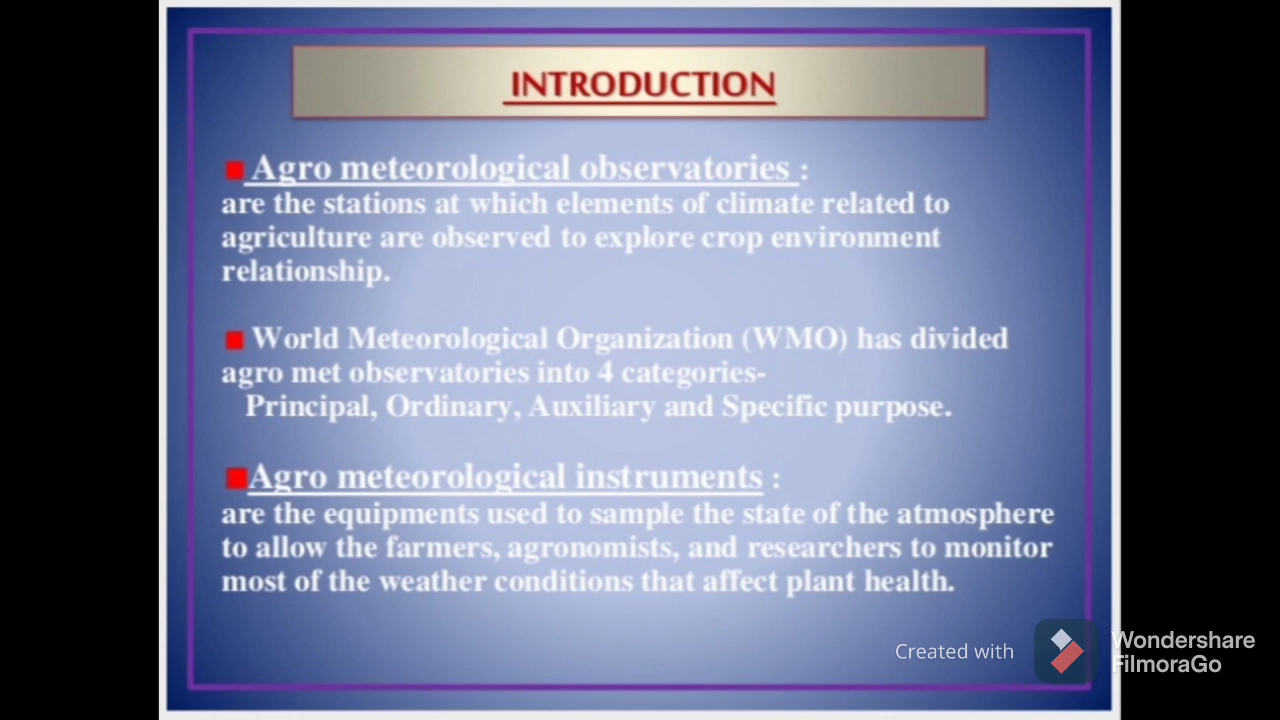 INTRODUCTION
Agro meteorological observatories :
are the stations at which elements of climate related to
agriculture are observed to explore crop environment
relationship.
World Meteorological Organization (WMO) has divided
agro met observatories into 4 categories-
Principal, Ordinary, Auxiliary and Specific purpose.
Agro meteorological instruments :
are the equipments used to sample the state of the atmosphere
to allow the farmers, agronomists, and researchers to monitor
most of the weather conditions that affect plant health.
Created with
Wondershare
FilmoraGo